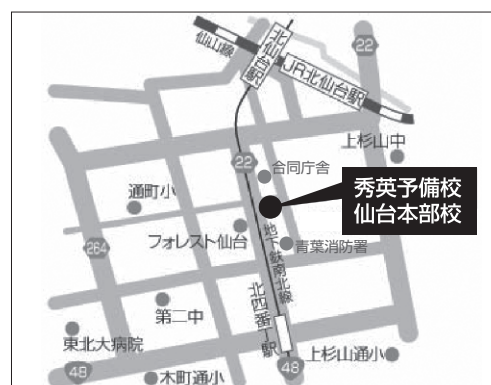 仙山線
北仙台駅
22
JR北仙台駅
上杉山中
22
合同庁舎
秀英予備校
仙台本部校
通町小
フォレスト仙台
地下鉄南北線
青葉消防署
264
北四番丁駅
第二中
東北大病院
48
木町通小
48
上杉山通小